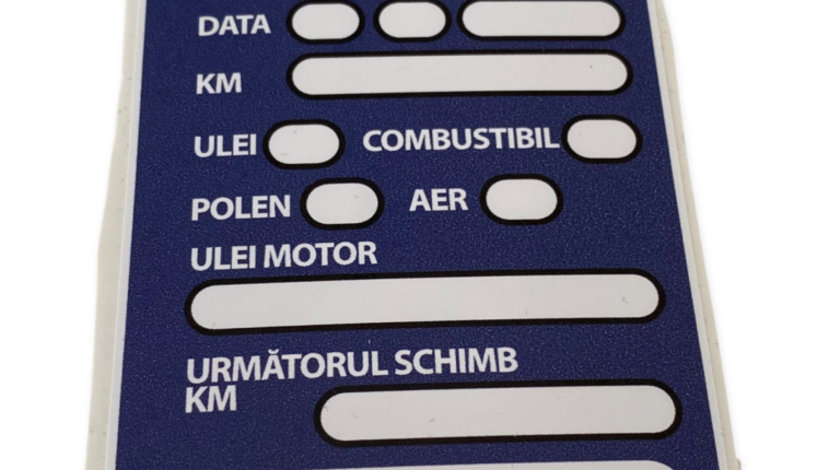 DATA
KM
ULEI COMBUSTIBIL
POLEN AER
ULEI MOTOR
URMĂTORUL SCHIMB
KM